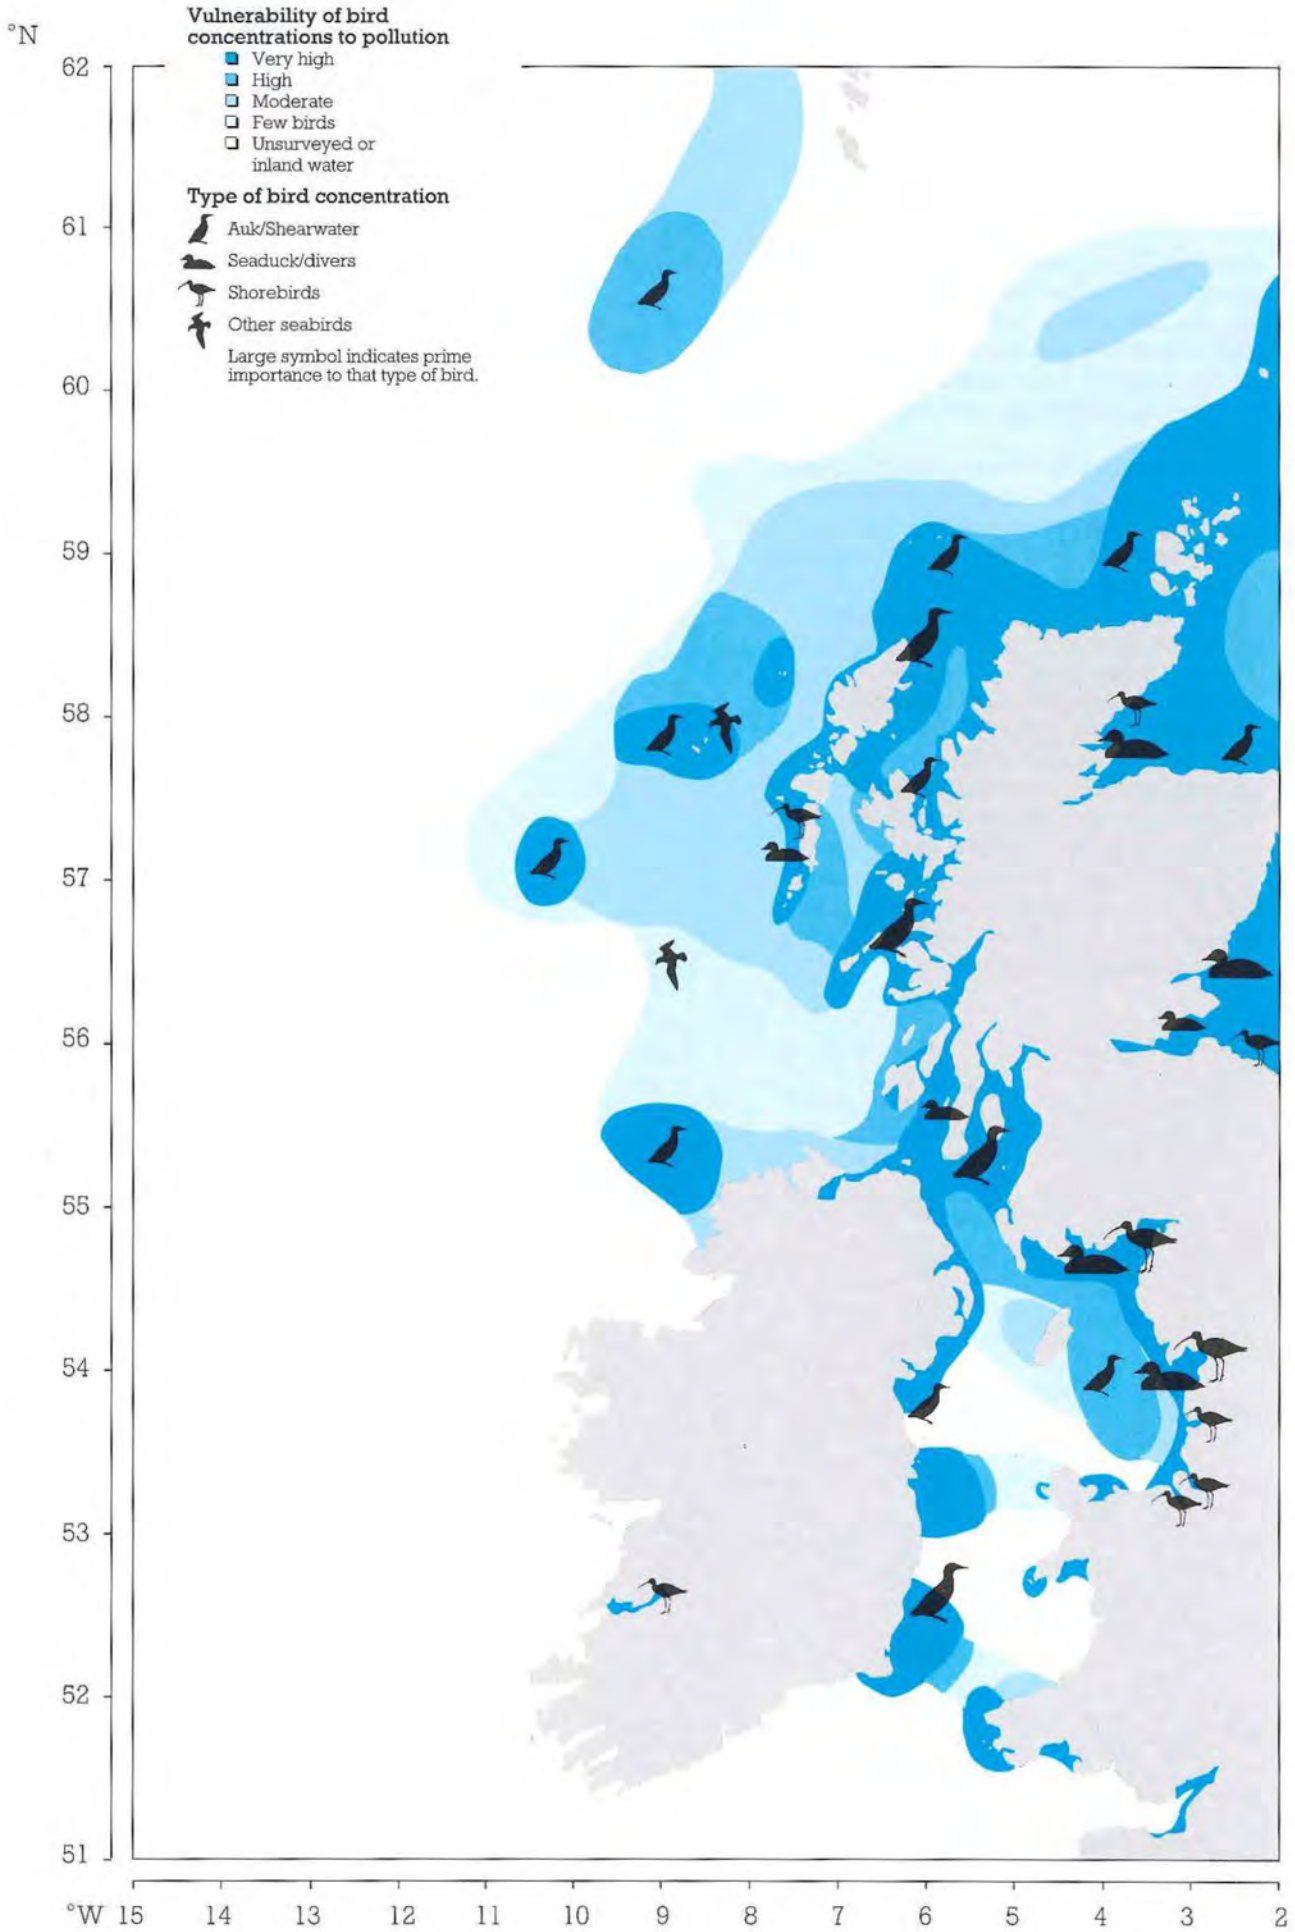 Vulnerability of bird
concentrations to pollution
Very high
High
Moderate
Few birds
Unsurveyed or
inland water
Type of bird concentration
Auk/Shearwater
Seaduck/divers
Shorebirds
Other seabirds
Large symbol indicates prime
importance to that type of bird.
°N
62
61
60
59
58
57
56
55
54
53
52
51
°W 15 14 13 12 11 10 9 8 7 6 5 4 3 2